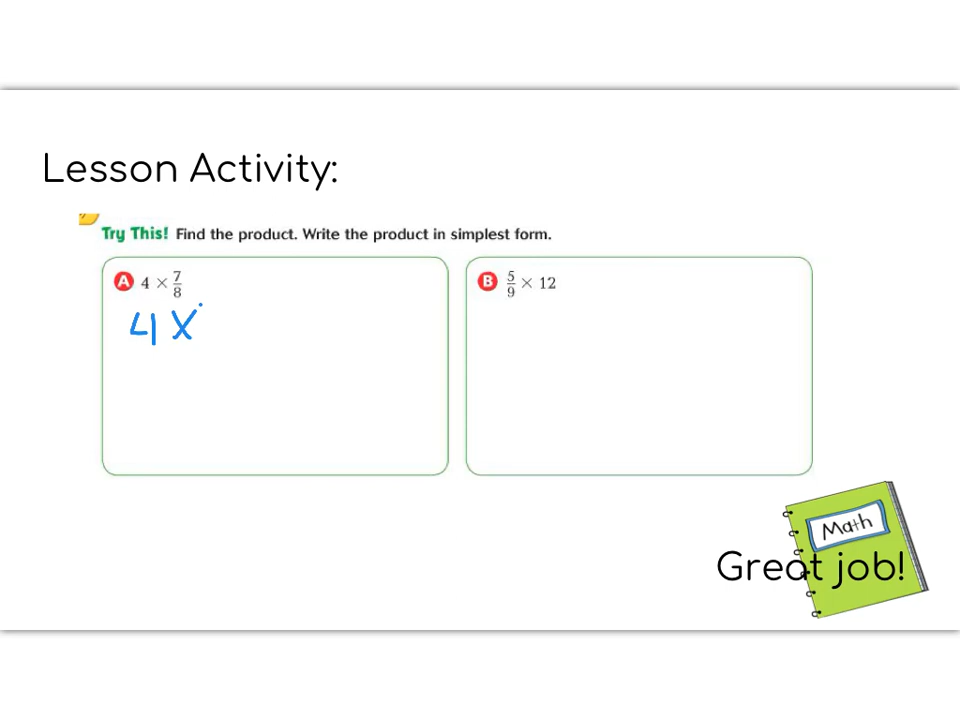 Lesson Activity:
Try This! Find the product. Write the product in simplest form.
A 4 × 7/8
4 X
B 5/9 × 12
Math
Great job!